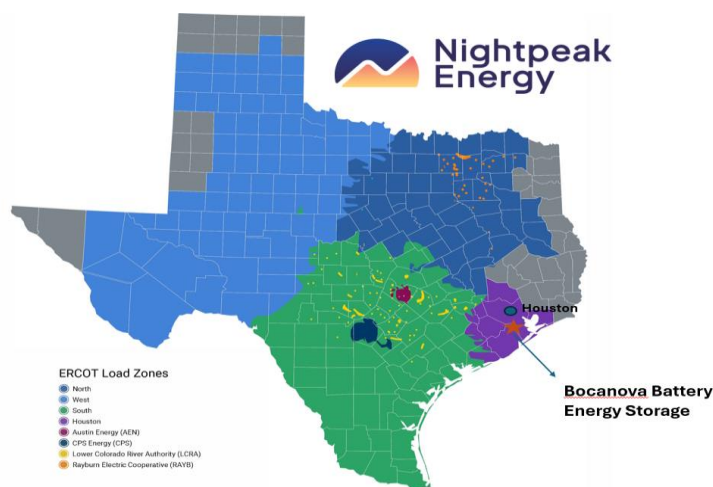 Nightpeak
Energy
Houston
Bocanova Battery
Energy Storage
ERCOT Load Zones
North
West
South
Houston
Austin Energy (AEN)
CPS Energy (CPS)
Lower Colorado River Authority (LCRA)
Rayburn Electric Cooperative (RAYB)